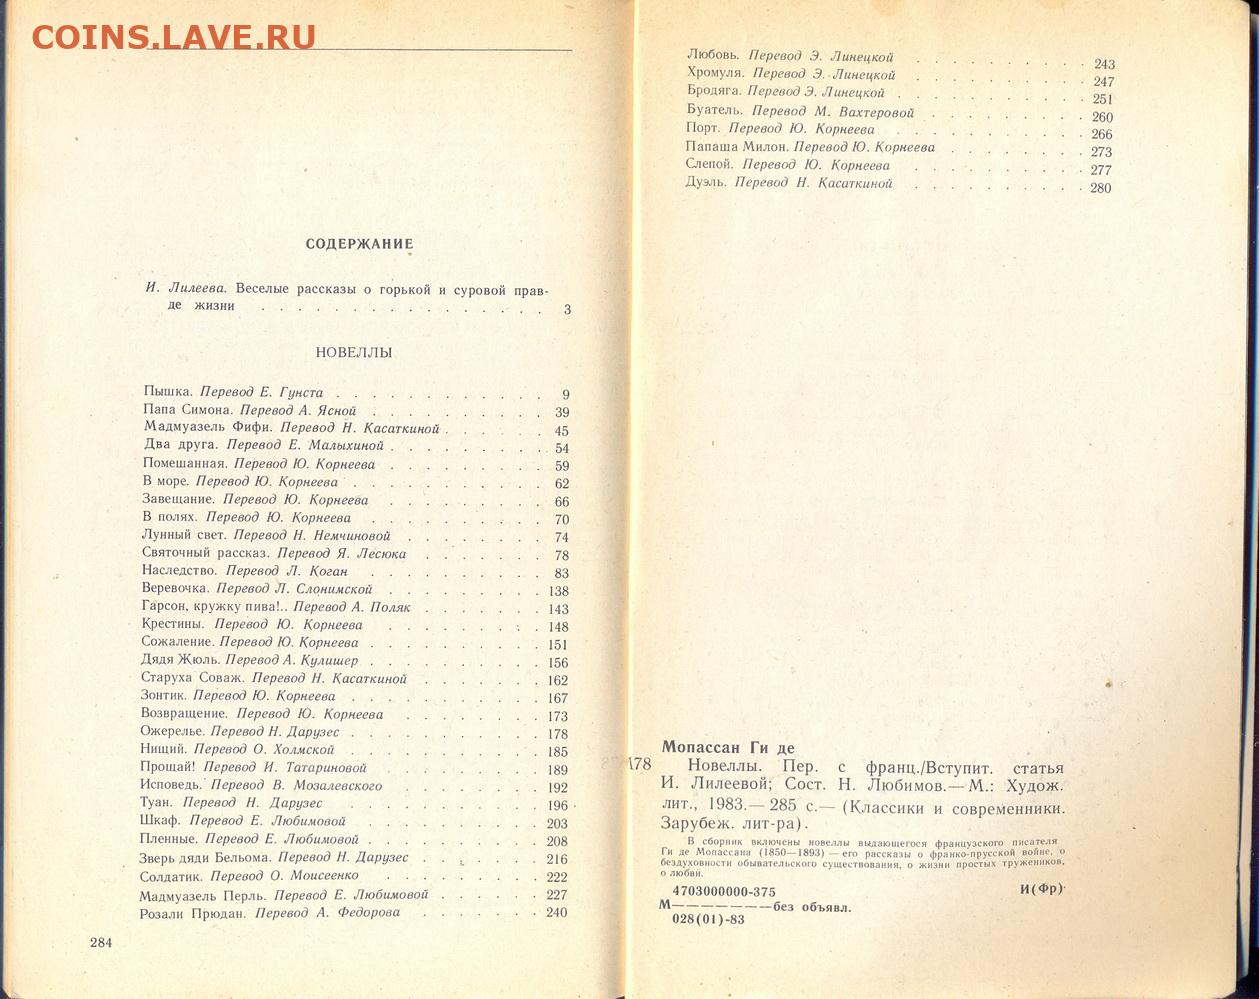 COINS.LAVE.RU
СОДЕРЖАНИЕ
И. Лилеева. Веселые рассказы о горькой и суровой прав-
де жизни . . . . . . . . . . . . . . . . 3
НОВЕЛЛЫ
Пышка. Перевод Е. Гунста . . . . . . . . . . . . 9
Папа Симона. Перевод А. Ясной . . . . . . . . . . 39
Мадмуазель Фифи. Перевод Н. Касаткиной . . . . . . 45
Два друга. Перевод Е. Малыхиной . . . . . . . . . 54
Помешанная. Перевод Ю. Корнеева . . . . . . . . . 59
В море. Перевод Ю. Корнеева . . . . . . . . . . . 62
Завещание. Перевод Ю. Корнеева . . . . . . . . . 66
В полях. Перевод Ю. Корнеева . . . . . . . . . . 70
Лунный свет. Перевод Н. Немчиновой . . . . . . . . 74
Святочный рассказ. Перевод Я. Лесюка . . . . . . . 78
Наследство. Перевод Л. Коган . . . . . . . . . . 83
Веревочка. Перевод Л. Слонимской . . . . . . . . . 138
Гарсон, кружку пива!.. Перевод А. Поляк . . . . . . . 143
Крестины. Перевод Ю. Корнеева . . . . . . . . . 148
Сожаление. Перевод Ю. Корнеева . . . . . . . . . . 151
Дядя Жюль. Перевод А. Кулишер . . . . . . . . . . 156
Старуха Соваж. Перевод Н. Касаткиной . . . . . . . 162
Зонтик. Перевод Ю. Корнеева . . . . . . . . . . . 167
Возвращение. Перевод Ю. Корнеева . . . . . . . . 173
Ожерелье. Перевод Н. Дарузес . . . . . . . . . . . 178
Нищий. Перевод О. Холмской . . . . . . . . . . . 185
Прощай! Перевод И. Татариновой . . . . . . . . . . 189
Исповедь. Перевод В. Мозалевского . . . . . . . . 192
Туан. Перевод Н. Дарузес . . . . . . . . . . . 196
Шкаф. Перевод Е. Любимовой . . . . . . . . . . 203
Пленные. Перевод Е. Любимовой . . . . . . . . . . 208
Зверь дяди Бельома. Перевод Н. Дарузес . . . . . . . 216
Солдатик. Перевод О. Моисеенко . . . . . . . . . 222
Мадмуазель Перль. Перевод Е. Любимовой . . . . . . 227
Розали Прюдан. Перевод А. Федорова . . . . . . . 240
284
Любовь. Перевод Э. Линецкой . . . . . . . . . . 243
Хромуля. Перевод Э. Линецкой . . . . . . . . . . 247
Бродяга. Перевод Э. Линецкой . . . . . . . . . . . 251
Буатель. Перевод М. Вахтеровой . . . . . . . . . 260
Порт. Перевод Ю. Корнеева . . . . . . . . . . . 266
Папаша Милон. Перевод Ю. Корнеева . . . . . . . . 273
Слепой. Перевод Ю. Корнеева . . . . . . . . . . 277
Дуэль. Перевод Н. Касаткиной . . . . . . . . . . 280
Мопассан Ги де
Новеллы. Пер. с франц./Вступит. статья
И. Лилеевой; Сост. Н. Любимов.— М.: Худож.
лит., 1983.— 285 с.— (Классики и современники.
Зарубеж. лит-ра).
В сборник включены новеллы выдающегося французского писателя
Ги де Мопассана (1850—1893) — его рассказы о франко-прусской войне, о
бездуховности обывательского существования, о жизни простых тружеников,
о любви.
4703000000-375 И(Фр)
М————————без объявл.
028(01)-83